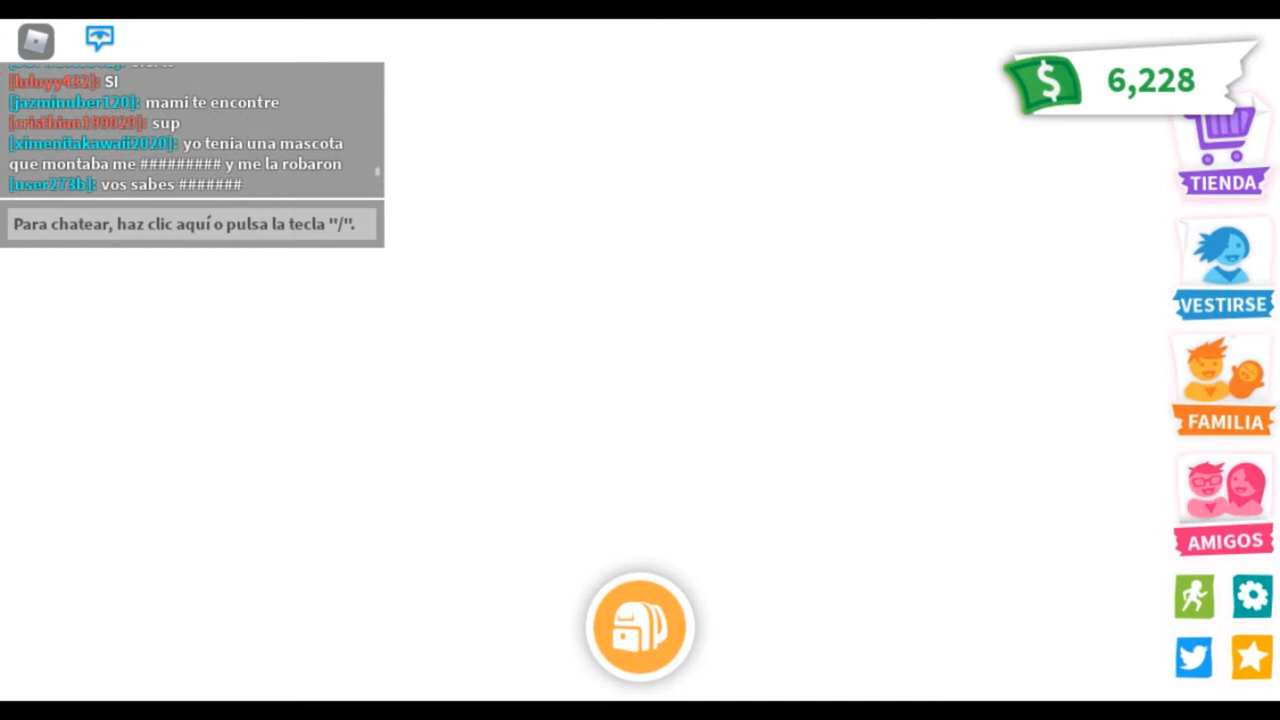 [luluyy432]: SI
[jazminuber120]: mami te encontre
[cristhian199029]: sup
[ximenitakawaii2020]: yo tenia una mascota
que montaba me ######### y me la robaron
[user273b]: vos sabes #######
Para chatear, haz clic aquí o pulsa la tecla "/".
6,228
TIENDA
VESTIRSE
FAMILIA
AMIGOS